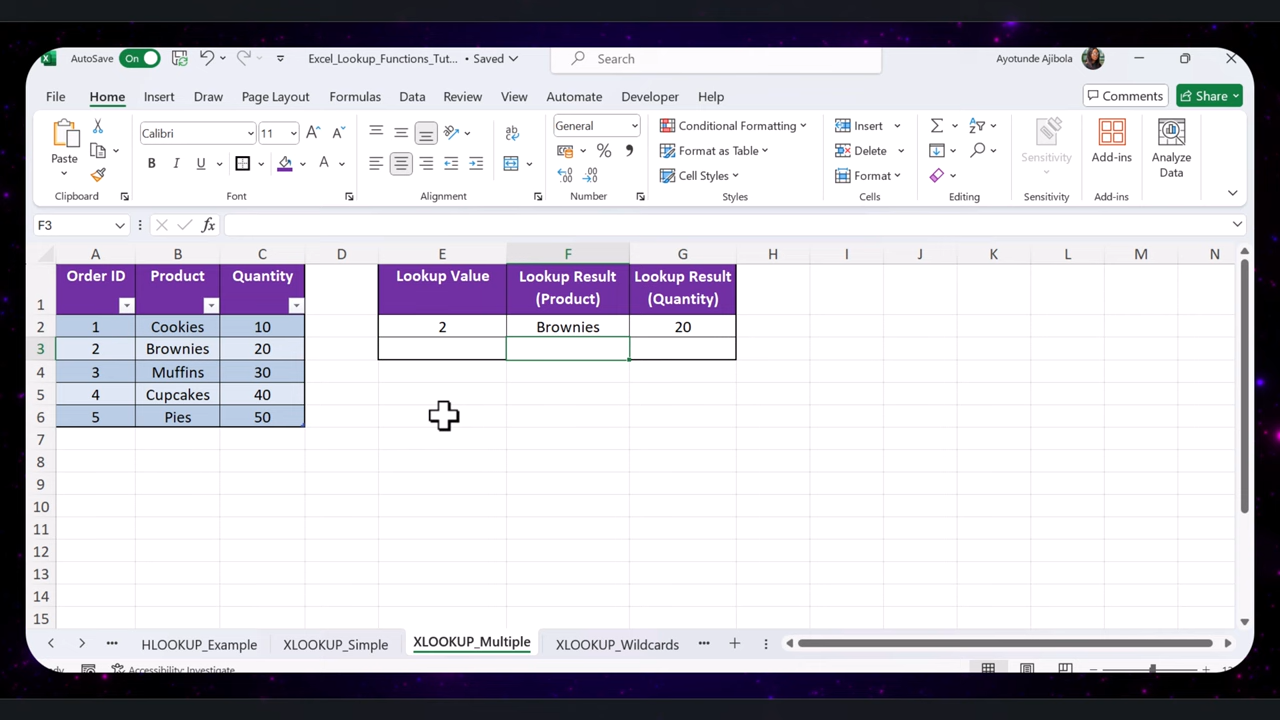 AutoSave On Excel_Lookup_Functions_Tut... • Saved Search Ayotunde Ajibola
File Home Insert Draw Page Layout Formulas Data Review View Automate Developer Help Comments Share
Paste Calibri 11 General Conditional Formatting Format as Table Cell Styles Insert Delete Format Sensitivity Add-ins Analyze Data
Clipboard Font Alignment Number Styles Cells Editing Sensitivity Add-ins
F3 fx
A B C D E F G H I J K L M N
Order ID Product Quantity Lookup Value Lookup Result Lookup Result
1 (Product) (Quantity)
2 1 Cookies 10 2 Brownies 20
3 2 Brownies 20
4 3 Muffins 30
5 4 Cupcakes 40
6 5 Pies 50
7
8
9
10
11
12
13
14
15
HLOOKUP_Example XLOOKUP_Simple XLOOKUP_Multiple XLOOKUP_Wildcards
Accessibility: Investigate